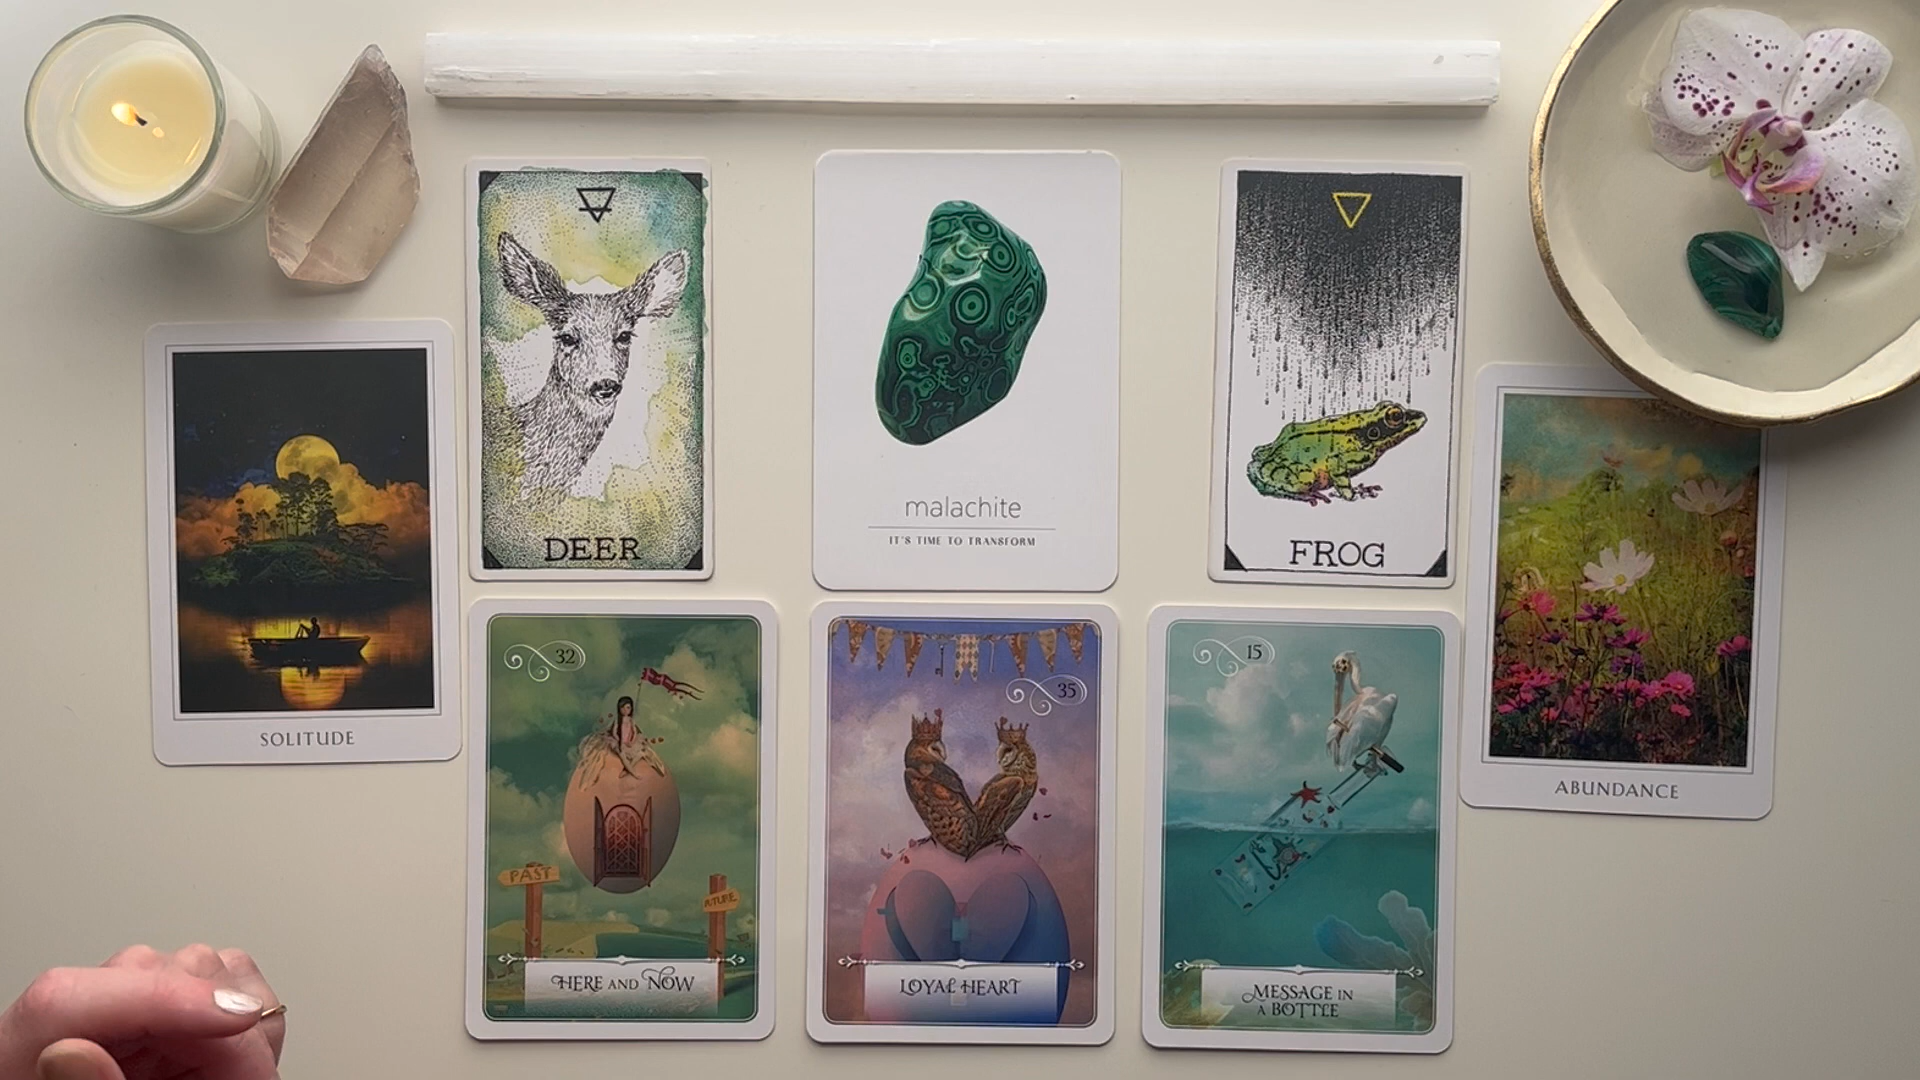 DEER
malachite
IT'S TIME TO TRANSFORM
FROG
SOLITUDE
ABUNDANCE
32
PAST
FUTURE
HERE AND NOW
35
LOYAL HEART
15
MESSAGE IN
A BOTTLE